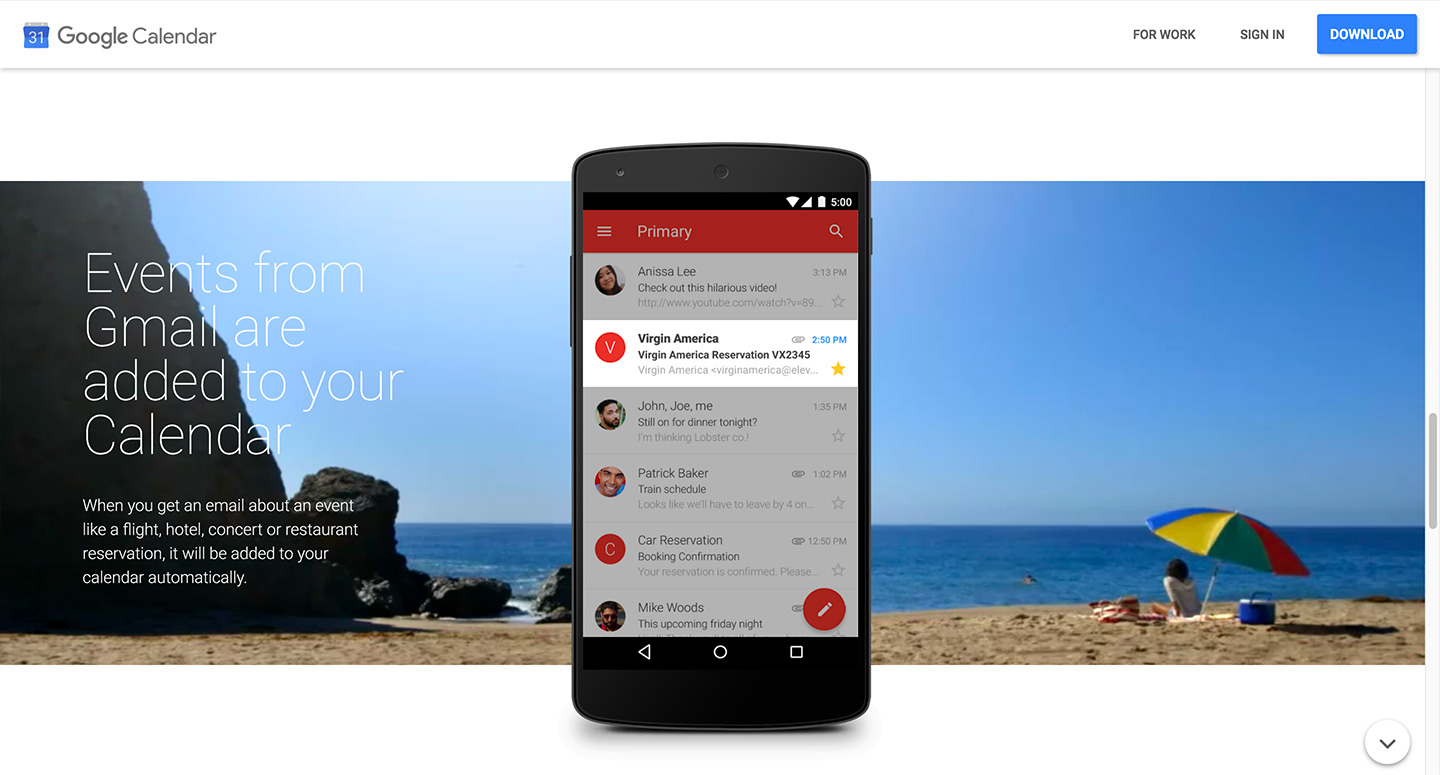 31 Google Calendar
FOR WORK
SIGN IN
DOWNLOAD
Events from
Gmail are
added to your
Calendar
When you get an email about an event
like a flight, hotel, concert or restaurant
reservation, it will be added to your
calendar automatically.
5:00
Primary
Anissa Lee 3:13 PM
Check out this hilarious video!
http://www.youtube.com/watch?v=89...
V
Virgin America 2:50 PM
Virgin America Reservation VX2345
Virgin America <virginamerica@elev...
John, Joe, me 1:35 PM
Still on for dinner tonight?
I'm thinking Lobster co.!
Patrick Baker 1:02 PM
Train schedule
Looks like we'll have to leave by 4 on...
C
Car Reservation 12:50 PM
Booking Confirmation
Your reservation is confirmed. Please...
Mike Woods
This upcoming friday night